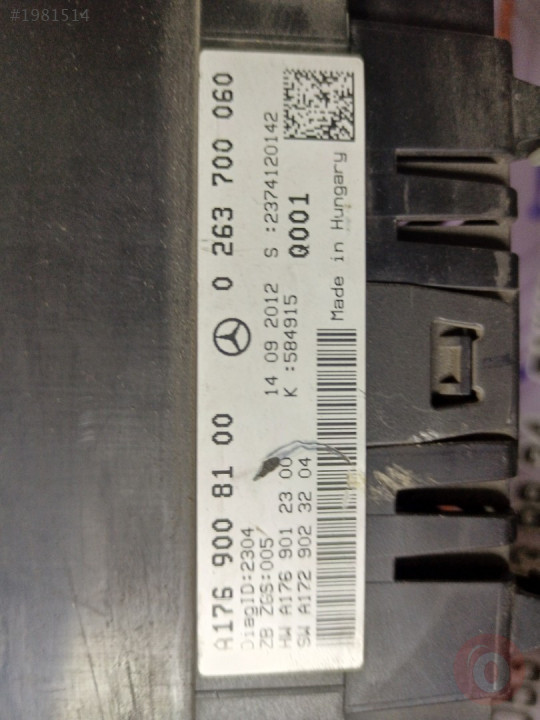 #1981514
A176 900 81 00 0 263 700 060
DiagID:2304
ZB ZGS:005 14 09 2012 S :2374120142
HW A176 901 23 00 K :584915 Q001
SW A172 902 32 04 Made in Hungary